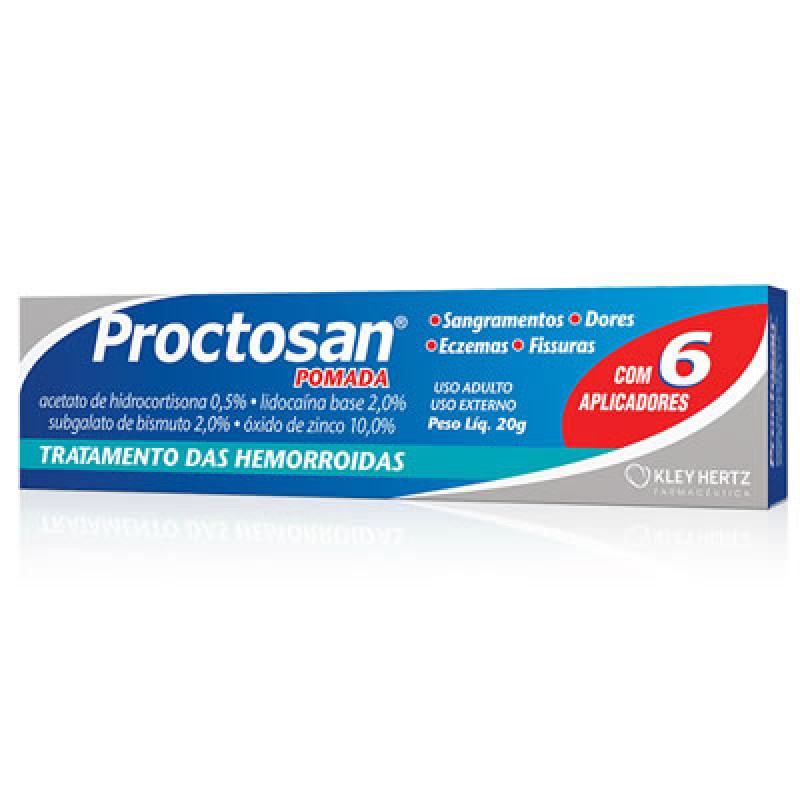 Proctosan®
POMADA
acetato de hidrocortisona 0,5% • lidocaína base 2,0%
subgalato de bismuto 2,0% • óxido de zinco 10,0%
TRATAMENTO DAS HEMORROIDAS
• Sangramentos • Dores
• Eczemas • Fissuras
USO ADULTO
USO EXTERNO
Peso Líq. 20g
COM 6
APLICADORES
KLEY HERTZ
FARMACÊUTICA